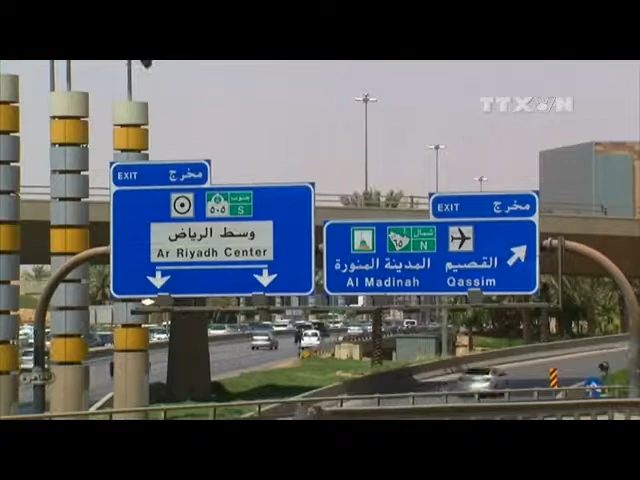 TTXVN
EXIT مخرج
٥٠٥ جنوب S
وسط الرياض
Ar Riyadh Center
EXIT مخرج
٦٥ شمال N
المدينة المنورة القصيم
Al Madinah Qassim